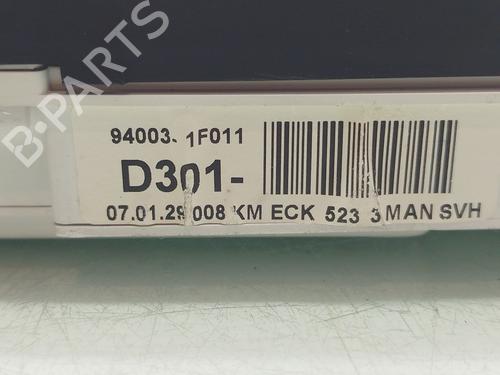 B-PARTS
94003- 1F011
D301-
07.01.29 008 KM ECK 523 3 MAN SVH